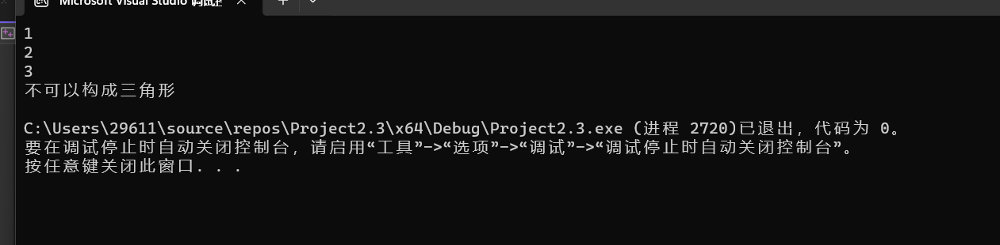 Microsoft Visual Studio 调试控
1
2
3
不可以构成三角形
C:\Users\29611\source\repos\Project2.3\x64\Debug\Project2.3.exe (进程 2720)已退出，代码为 0。
要在调试停止时自动关闭控制台，请启用“工具”->“选项”->“调试”->“调试停止时自动关闭控制台”。
按任意键关闭此窗口. . .